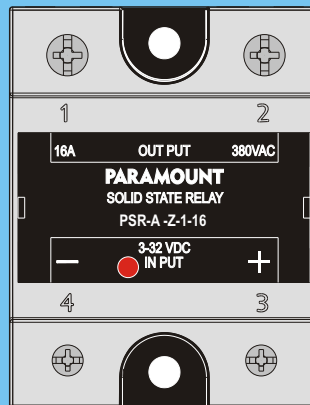 1 2
16A OUT PUT 380VAC
PARAMOUNT
SOLID STATE RELAY
PSR-A -Z-1-16
3-32 VDC
− IN PUT +
4 3